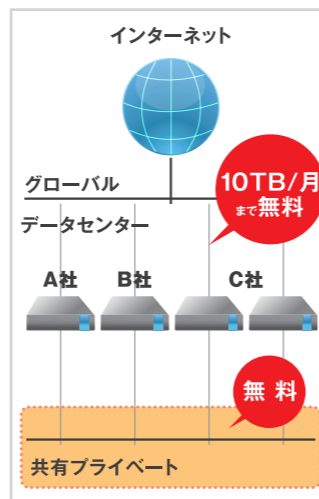 インターネット
グローバル
10TB/月
まで無料
データセンター
A社
B社
C社
無料
共有プライベート